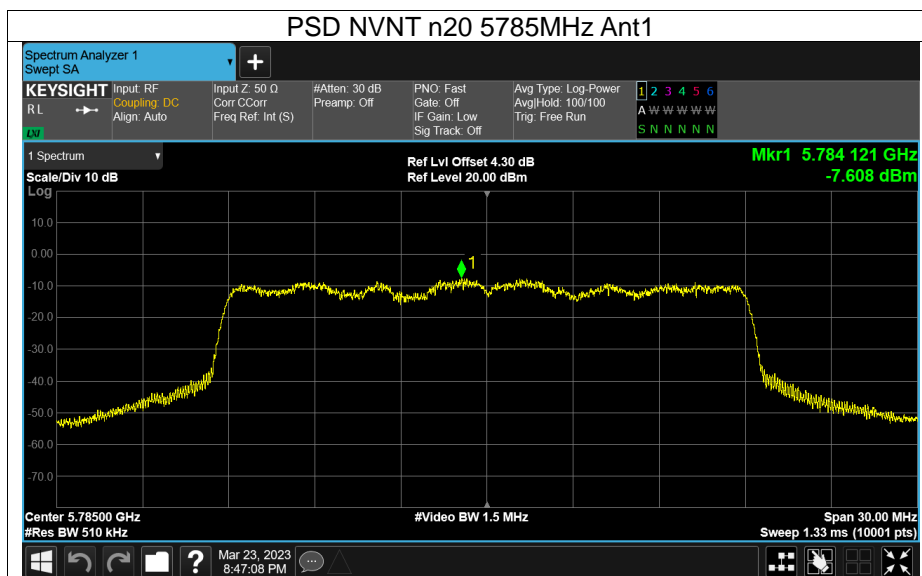 PSD NVNT n20 5785MHz Ant1
Spectrum Analyzer 1
Swept SA
+
KEYSIGHT Input: RF Input Z: 50 Ω #Atten: 30 dB PNO: Fast Avg Type: Log-Power 1 2 3 4 5 6
RL Coupling: DC Corr CCorr Preamp: Off Gate: Off Avg|Hold: 100/100 A W W W W W
Align: Auto Freq Ref: Int (S) IF Gain: Low Trig: Free Run
LXI Sig Track: Off S N N N N N
1 Spectrum Ref Lvl Offset 4.30 dB Mkr1 5.784 121 GHz
Scale/Div 10 dB Ref Level 20.00 dBm -7.608 dBm
Log
10.0
0.00
1
-10.0
-20.0
-30.0
-40.0
-50.0
-60.0
-70.0
Center 5.78500 GHz #Video BW 1.5 MHz Span 30.00 MHz
#Res BW 510 kHz Sweep 1.33 ms (10001 pts)
? Mar 23, 2023
8:47:08 PM